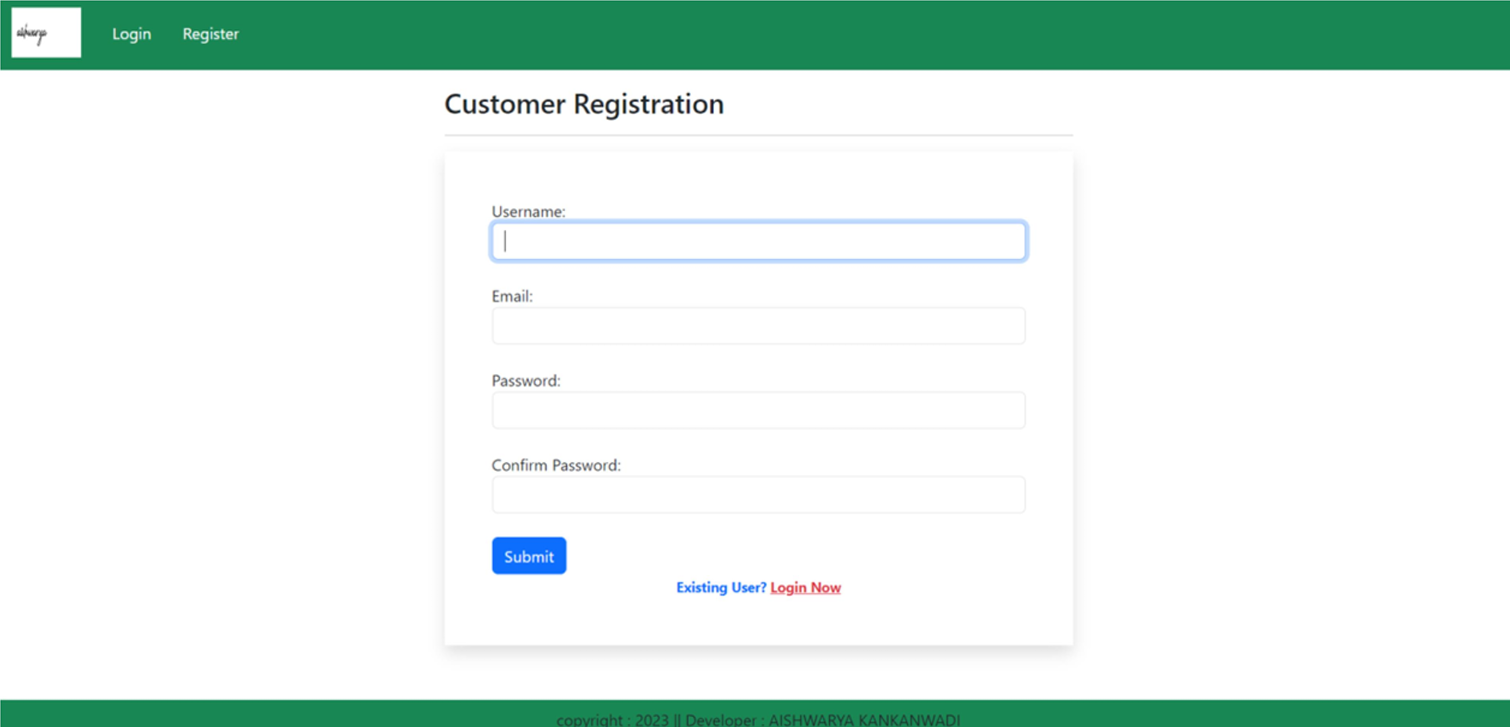 aishwarya
Login
Register
Customer Registration
Username:
Email:
Password:
Confirm Password:
Submit
Existing User? Login Now
copyright : 2023 || Developer : AISHWARYA KANKANWADI